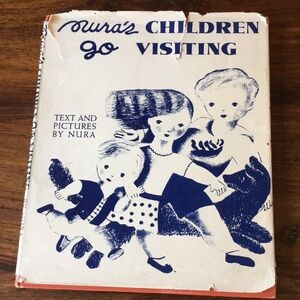 nura's CHILDREN
go VISITING
TEXT AND
PICTURES
BY NURA